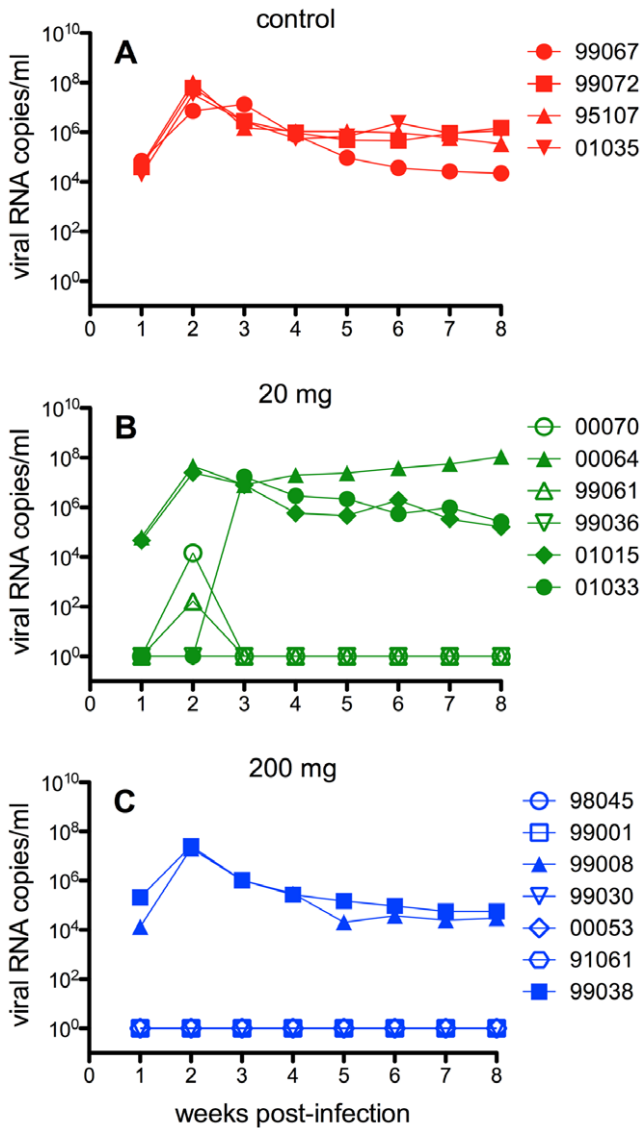 control
A
viral RNA copies/ml
10^10
10^8
10^6
10^4
10^2
10^0
0 1 2 3 4 5 6 7 8
99067
99072
95107
01035
20 mg
B
viral RNA copies/ml
10^10
10^8
10^6
10^4
10^2
10^0
0 1 2 3 4 5 6 7 8
00070
00064
99061
99036
01015
01033
200 mg
C
viral RNA copies/ml
10^10
10^8
10^6
10^4
10^2
10^0
0 1 2 3 4 5 6 7 8
weeks post-infection
98045
99001
99008
99030
00053
91061
99038